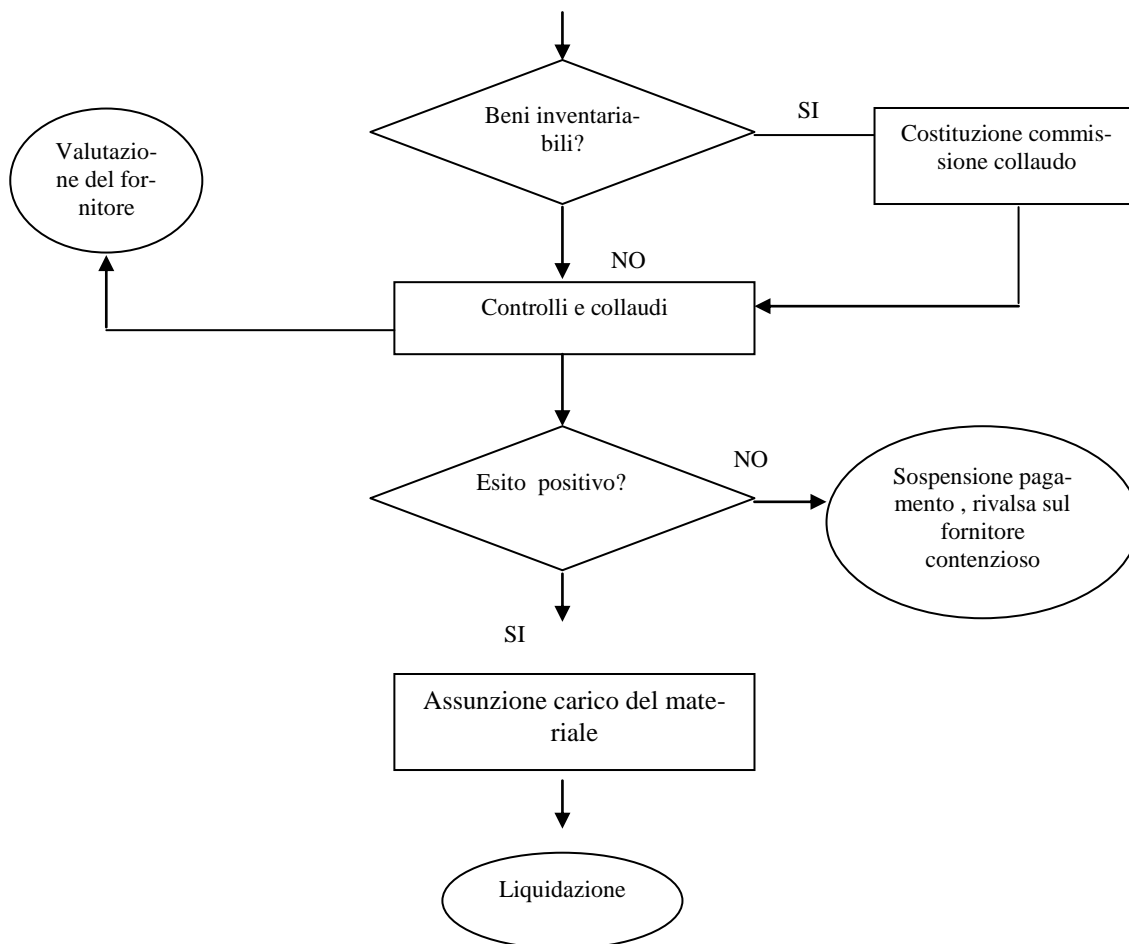 Beni inventaria-
bili?
SI
Costituzione commis-
sione collaudo
Valutazio-
ne del for-
nitore
NO
Controlli e collaudi
Esito  positivo?
NO
Sospensione paga-
mento , rivalsa sul
fornitore
contenzioso
SI
Assunzione carico del mate-
riale
Liquidazione